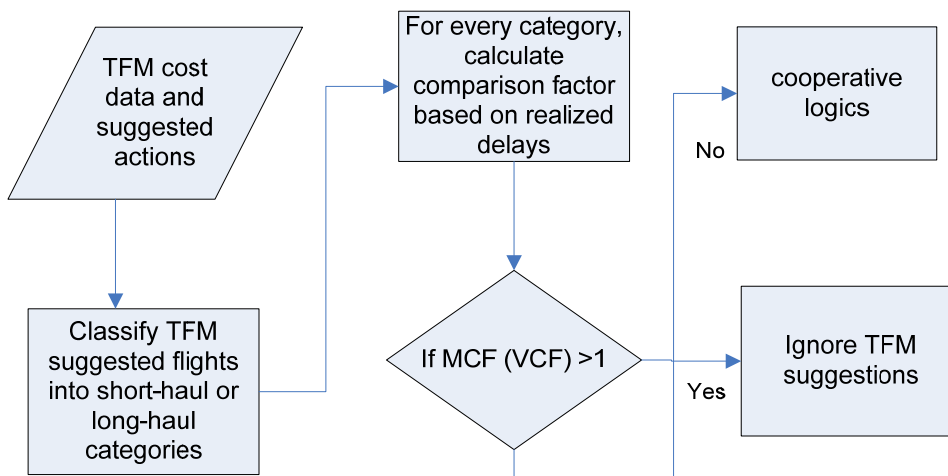 TFM cost
data and
suggested
actions
Classify TFM
suggested flights
into short-haul or
long-haul
categories
For every category,
calculate
comparison factor
based on realized
delays
If MCF (VCF) >1
No
cooperative
logics
Yes
Ignore TFM
suggestions